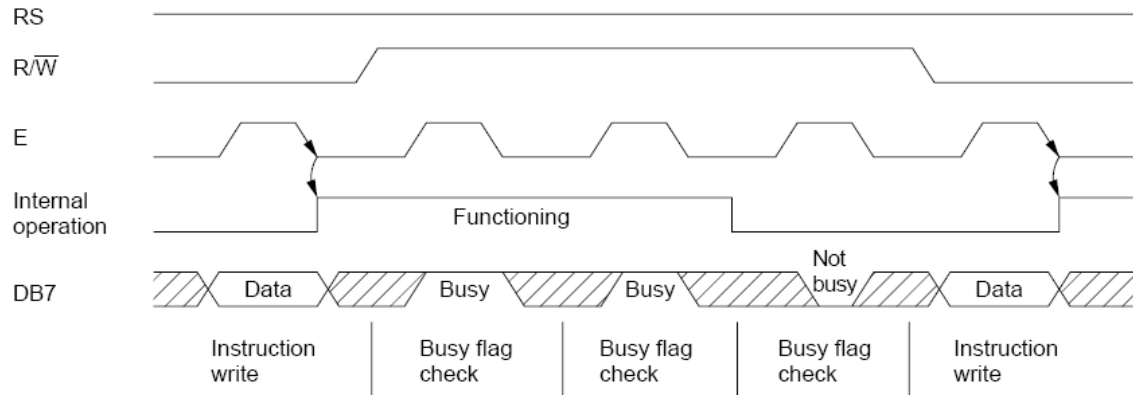 RS
R/W̅
E
Internal
operation
Functioning
DB7
Data
Busy
Busy
Not
busy
Data
Instruction
write
Busy flag
check
Busy flag
check
Busy flag
check
Instruction
write